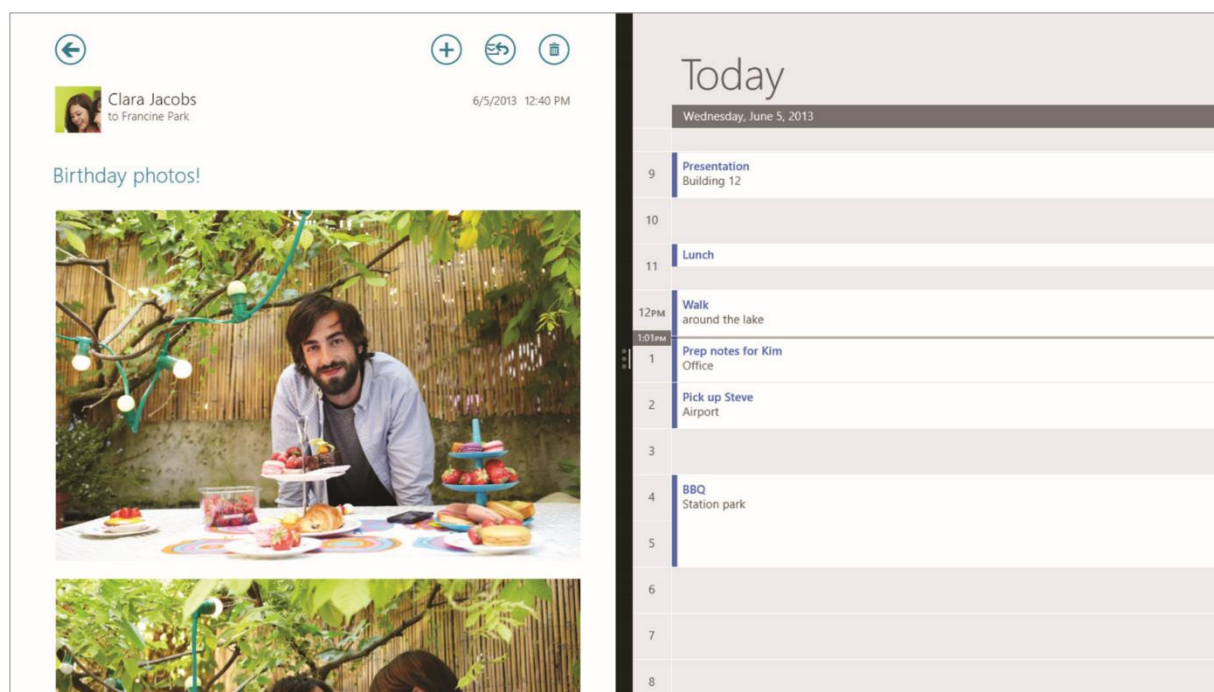 Clara Jacobs
to Francine Park
6/5/2013 12:40 PM
Birthday photos!
Today
Wednesday, June 5, 2013
9
Presentation
Building 12
10
11
Lunch
12PM
Walk
around the lake
1:01PM
1
Prep notes for Kim
Office
2
Pick up Steve
Airport
3
4
BBQ
Station park
5
6
7
8